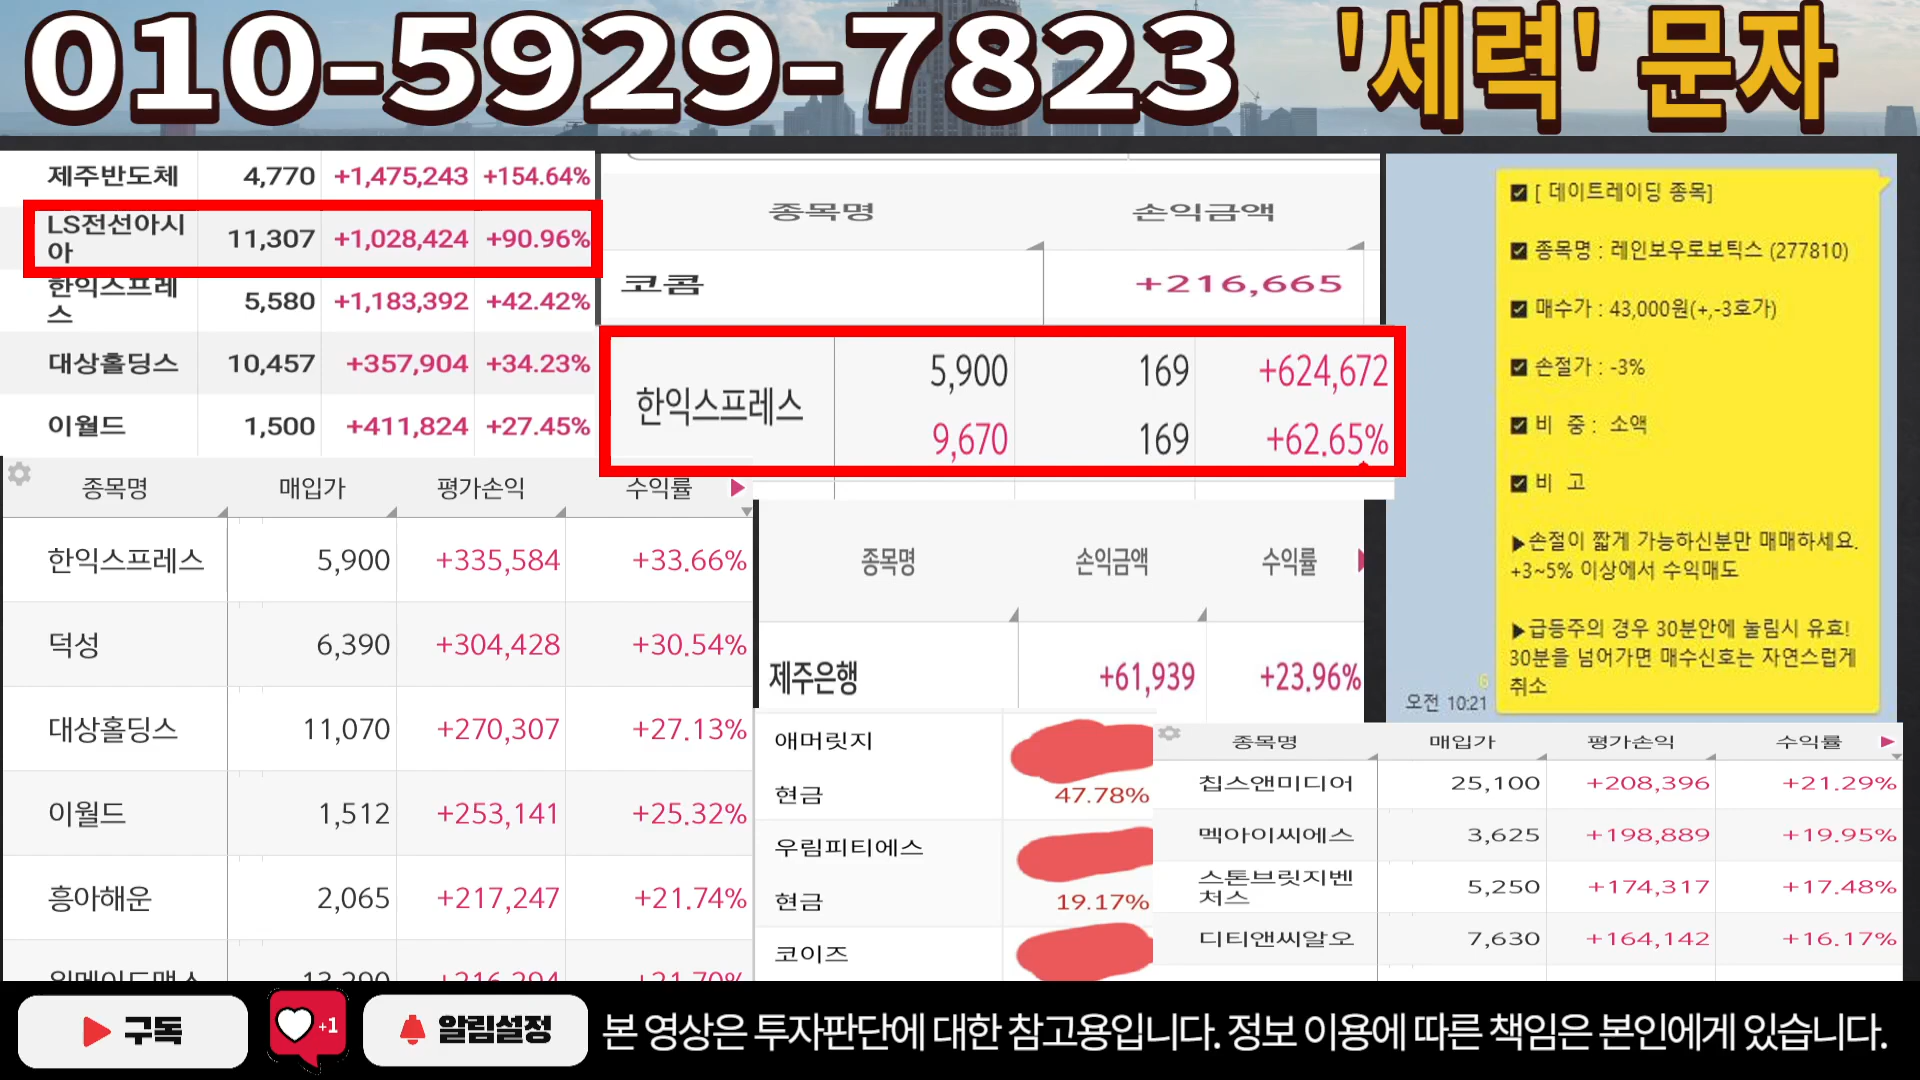 010-5929-7823 '세력' 문자
제주반도체 4,770 +1,475,243 +154.64%
LS전선아시아 11,307 +1,028,424 +90.96%
한익스프레스 5,580 +1,183,392 +42.42%
대상홀딩스 10,457 +357,904 +34.23%
이월드 1,500 +411,824 +27.45%
종목명 손익금액
코콤 +216,665
한익스프레스 5,900 169 +624,672
9,670 169 +62.65%
종목명 매입가 평가손익 수익률
한익스프레스 5,900 +335,584 +33.66%
덕성 6,390 +304,428 +30.54%
대상홀딩스 11,070 +270,307 +27.13%
이월드 1,512 +253,141 +25.32%
흥아해운 2,065 +217,247 +21.74%
종목명 손익금액 수익률
제주은행 +61,939 +23.96%
애머릿지
현금 47.78%
우림피티에스
현금 19.17%
코이즈
[ 데이트레이딩 종목]
종목명 : 레인보우로보틱스 (277810)
매수가 : 43,000원(+,-3호가)
손절가 : -3%
비 중 : 소액
비 고
▶손절이 짧게 가능하신분만 매매하세요.
+3~5% 이상에서 수익매도
▶급등주의 경우 30분안에 눌림시 유효!
30분을 넘어가면 매수신호는 자연스럽게
취소
6
오전 10:21
종목명 매입가 평가손익 수익률
칩스앤미디어 25,100 +208,396 +21.29%
멕아이씨에스 3,625 +198,889 +19.95%
스톤브릿지벤처스 5,250 +174,317 +17.48%
디티앤씨알오 7,630 +164,142 +16.17%
구독 +1 알림설정 본 영상은 투자판단에 대한 참고용입니다. 정보 이용에 따른 책임은 본인에게 있습니다.